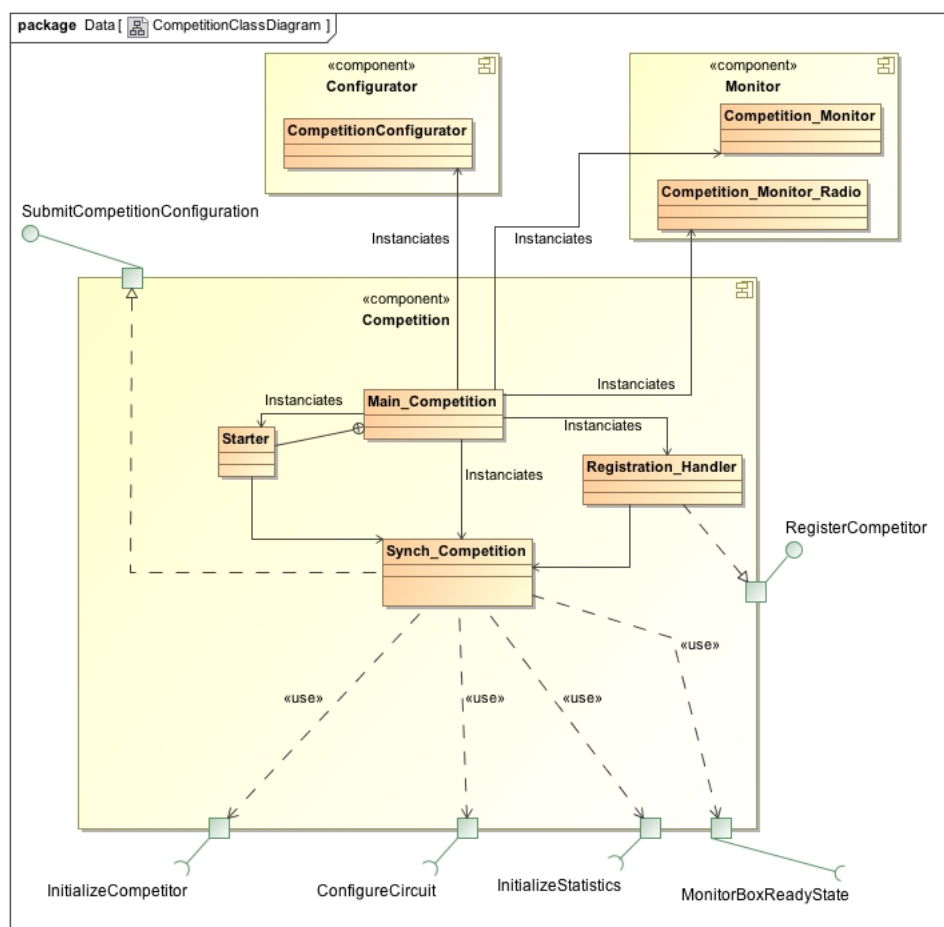 package Data [ CompetitionClassDiagram ]
«component»
Configurator
CompetitionConfigurator
«component»
Monitor
Competition_Monitor
Competition_Monitor_Radio
SubmitCompetitionConfiguration
Instanciates
Instanciates
«component»
Competition
Instanciates
Instanciates
Main_Competition
Instanciates
Starter
Instanciates
Registration_Handler
RegisterCompetitor
Synch_Competition
«use»
«use»
«use»
«use»
InitializeCompetitor
ConfigureCircuit
InitializeStatistics
MonitorBoxReadyState